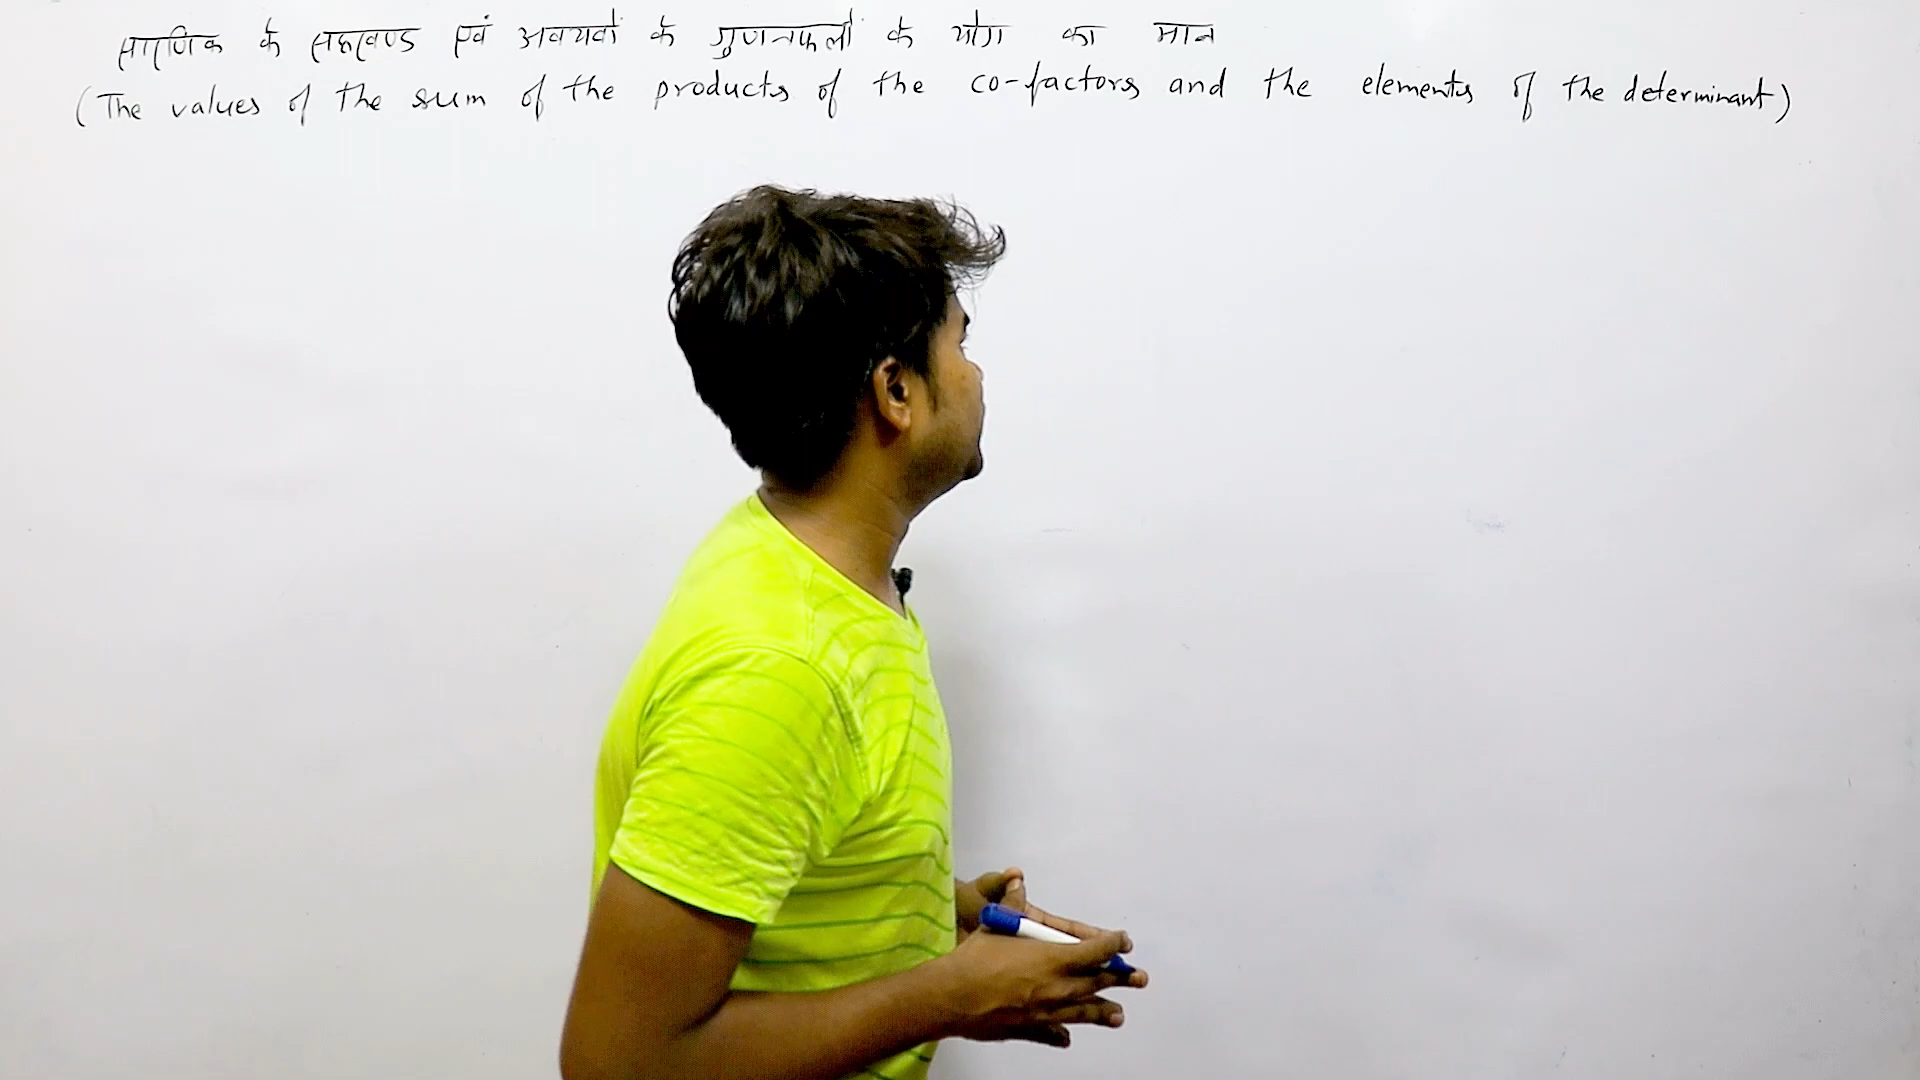 सारणिक के सहखण्ड एवं अवयवों के गुणनफलों के योग का मान
(The values of the sum of the products of the co-factors and the elements of the determinant)